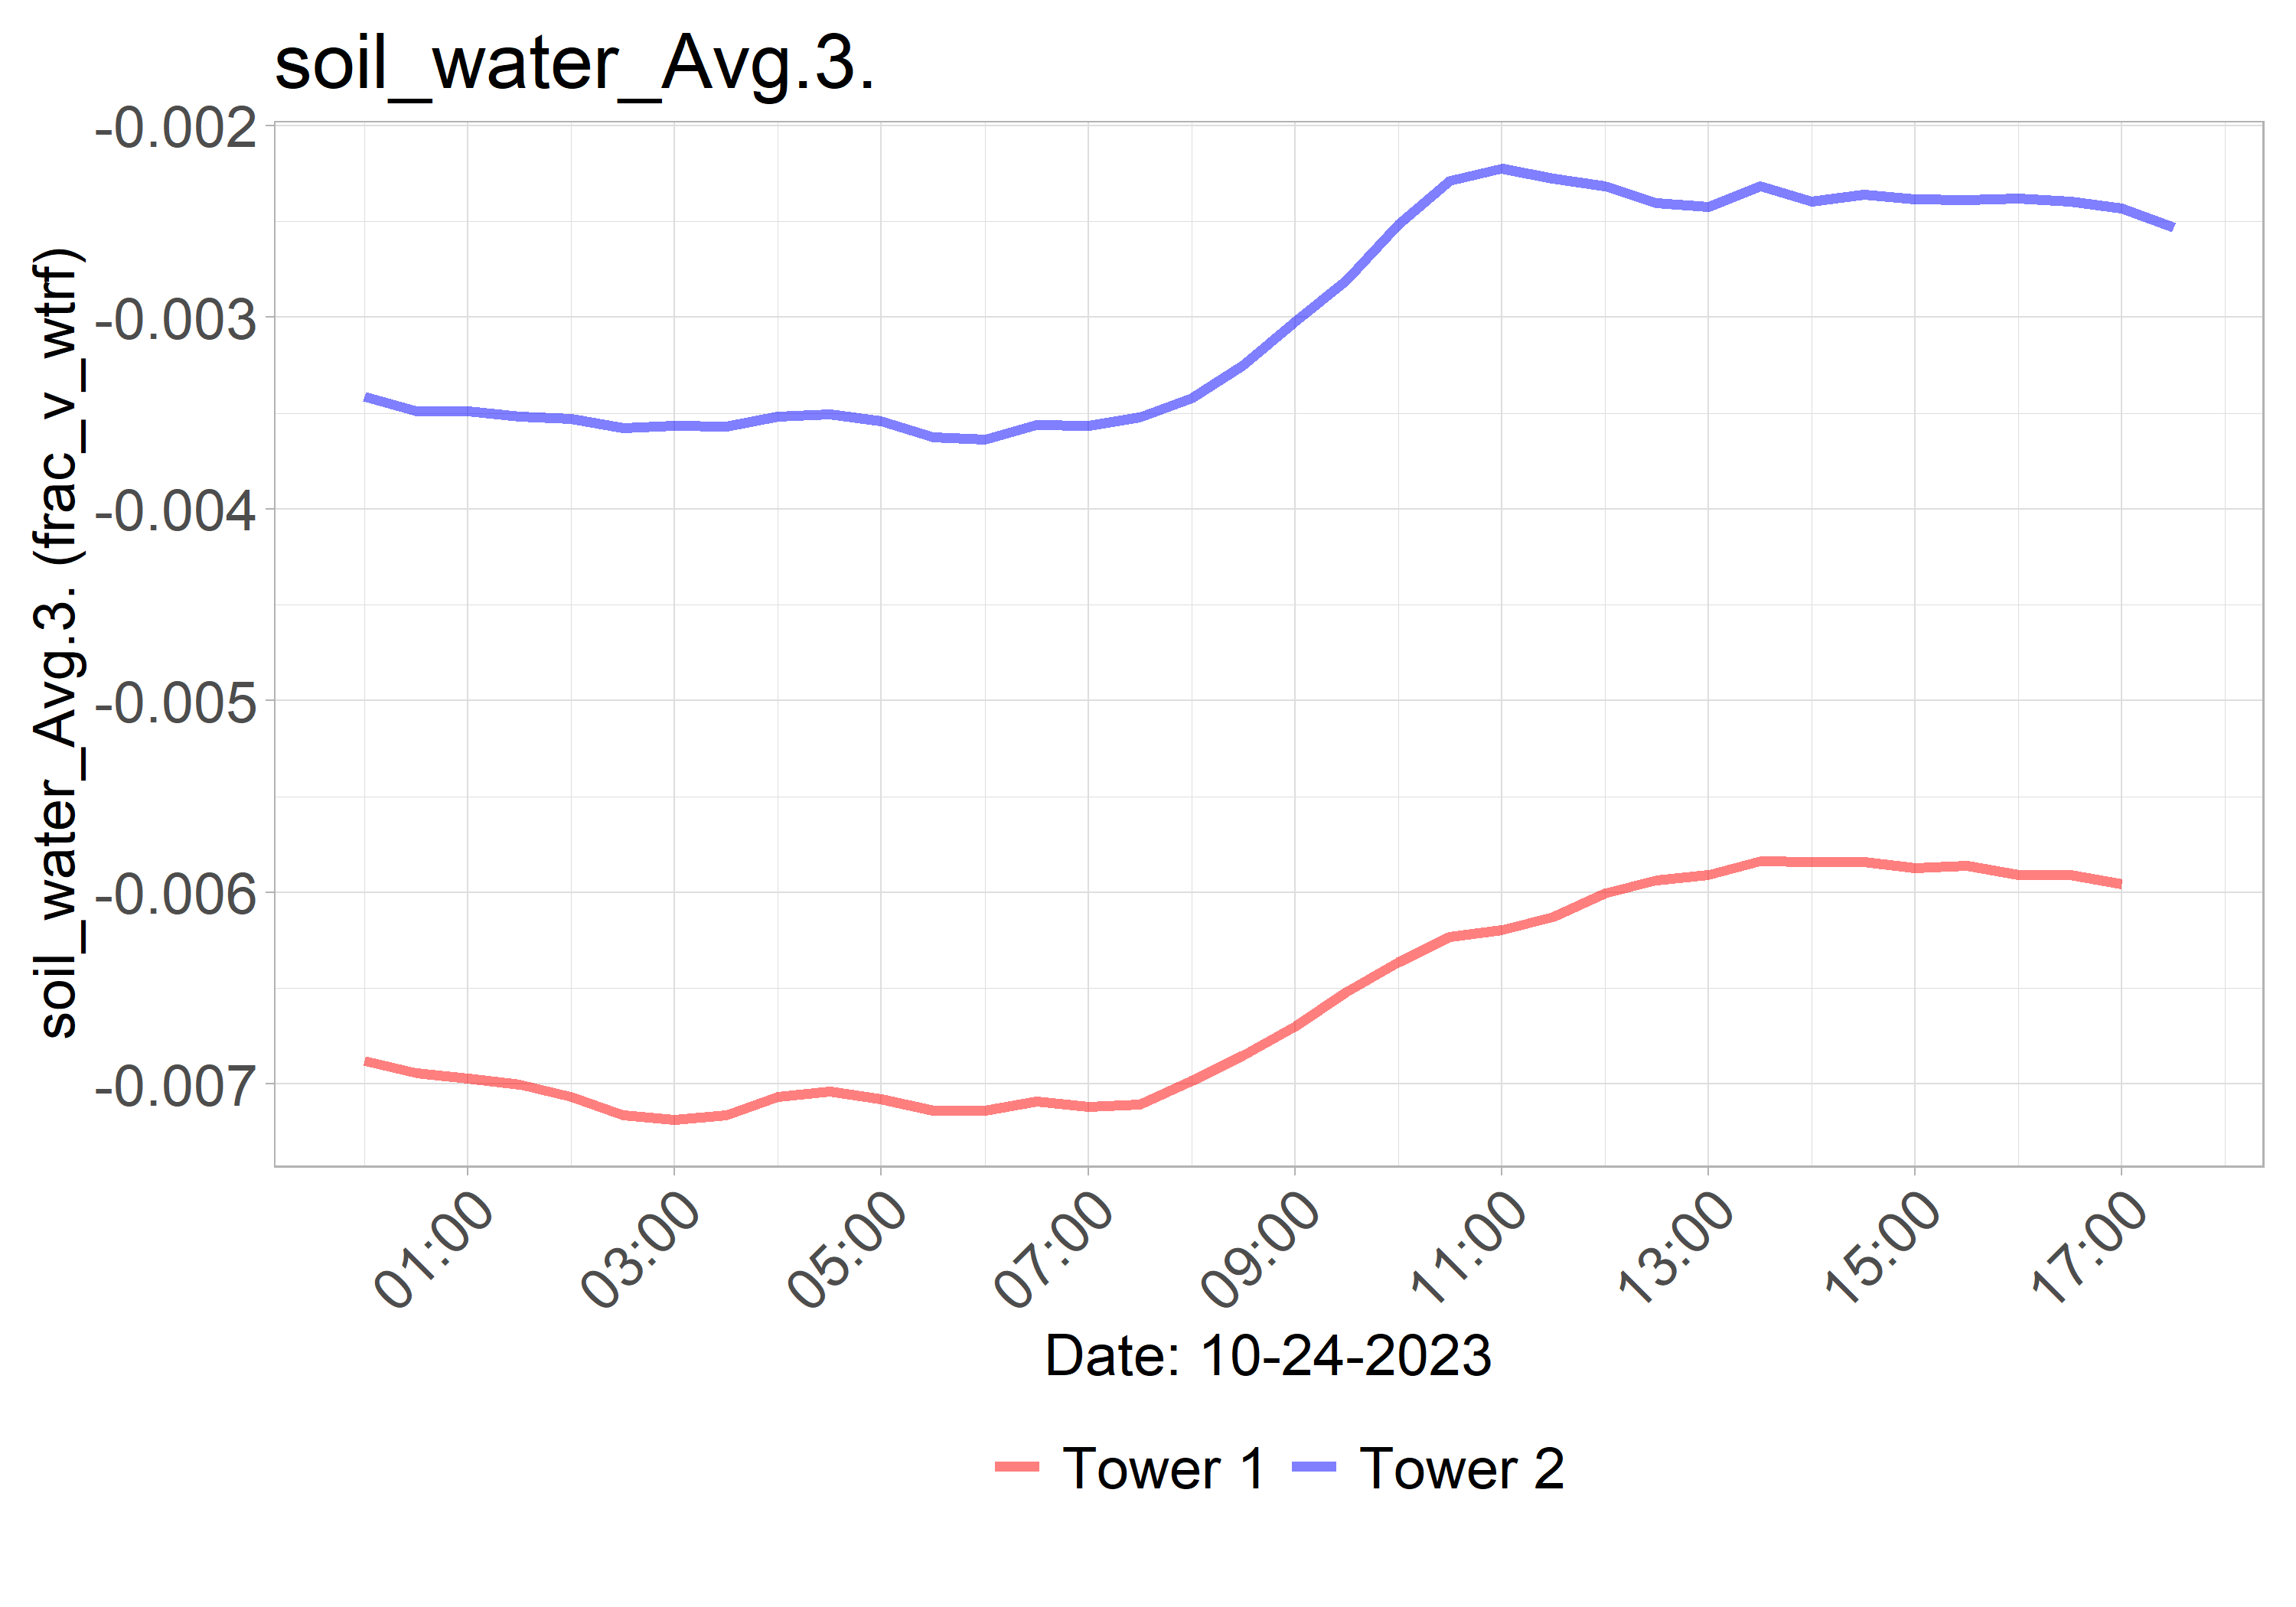 soil_water_Avg.3.
soil_water_Avg.3. (frac_v_wtrf)
-0.002
-0.003
-0.004
-0.005
-0.006
-0.007
01:00 03:00 05:00 07:00 09:00 11:00 13:00 15:00 17:00
Date: 10-24-2023
Tower 1 Tower 2